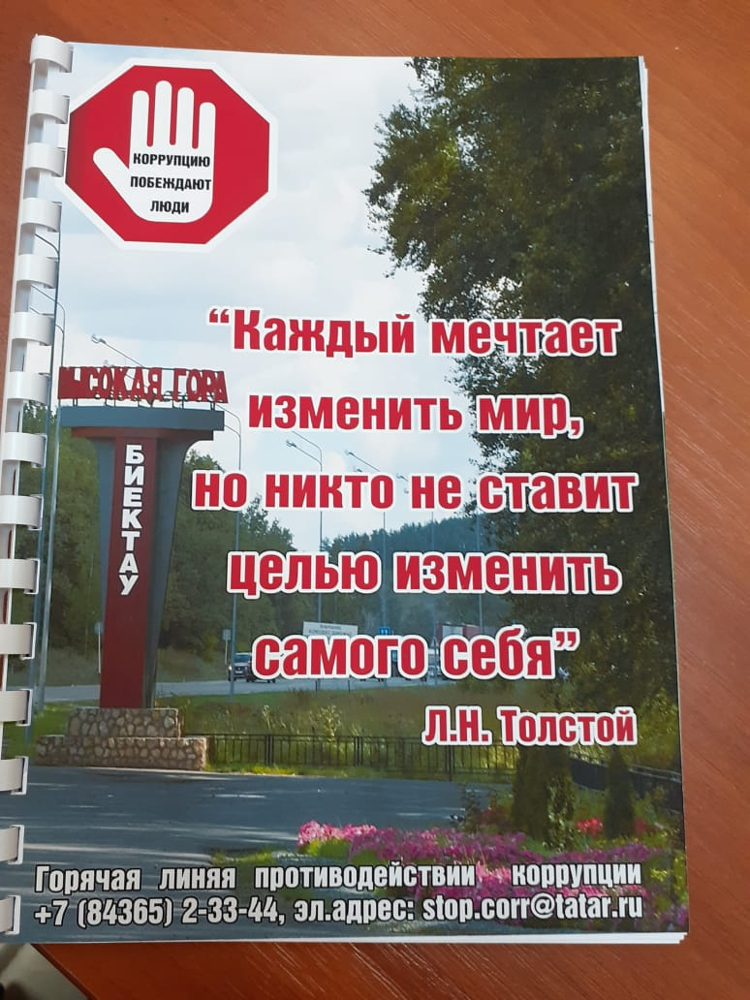 КОРРУПЦИЮ
ПОБЕЖДАЮТ
ЛЮДИ
“Каждый мечтает
изменить мир,
но никто не ставит
целью изменить
самого себя”
Л.Н. Толстой
ВЫСОКАЯ ГОРА
БИЕКТАУ
Горячая линия противодействии коррупции
+7 (84365) 2-33-44, эл.адрес: stop.corr@tatar.ru